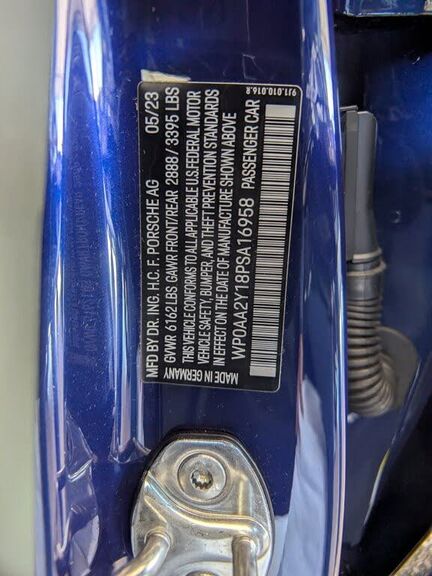 MFD BY DR. ING. H.C. F. PORSCHE AG 05/23
GVWR 6162 LBS GAWR FRONT/REAR 2888/ 3395 LBS
VEHICLE CONFORMS TO ALL APPLICABLE U.S. FEDERAL MOTOR
VEHICLE SAFETY, BUMPER, AND THEFT PREVENTION STANDARDS
IN EFFECT ON THE DATE OF MANUFACTURE SHOWN ABOVE
WP0AA2Y18PSA16958 PASSENGER CAR
MADE IN GERMANY
9J1.010.016.R